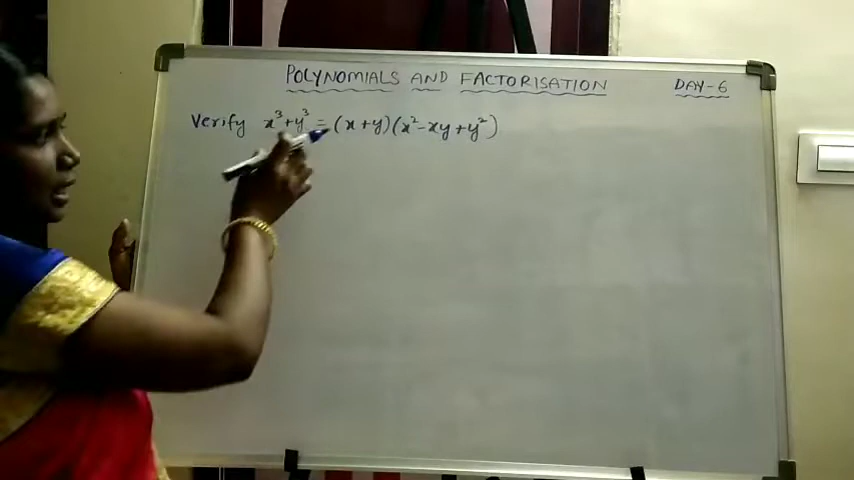 POLYNOMIALS AND FACTORISATION DAY-6
Verify x³+y³ = (x+y)(x²-xy+y²)